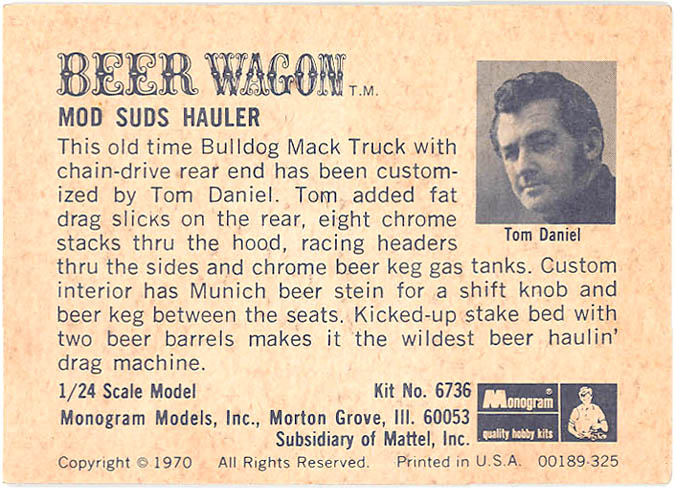 BEER WAGON T.M.
MOD SUDS HAULER
This old time Bulldog Mack Truck with
chain-drive rear end has been custom-
ized by Tom Daniel. Tom added fat
drag slicks on the rear, eight chrome
stacks thru the hood, racing headers
Tom Daniel
thru the sides and chrome beer keg gas tanks. Custom
interior has Munich beer stein for a shift knob and
beer keg between the seats. Kicked-up stake bed with
two beer barrels makes it the wildest beer haulin'
drag machine.
1/24 Scale Model Kit No. 6736
Monogram Models, Inc., Morton Grove, Ill. 60053
Subsidiary of Mattel, Inc.
Monogram ®
quality hobby kits
Copyright © 1970 All Rights Reserved. Printed in U.S.A. 00189-325